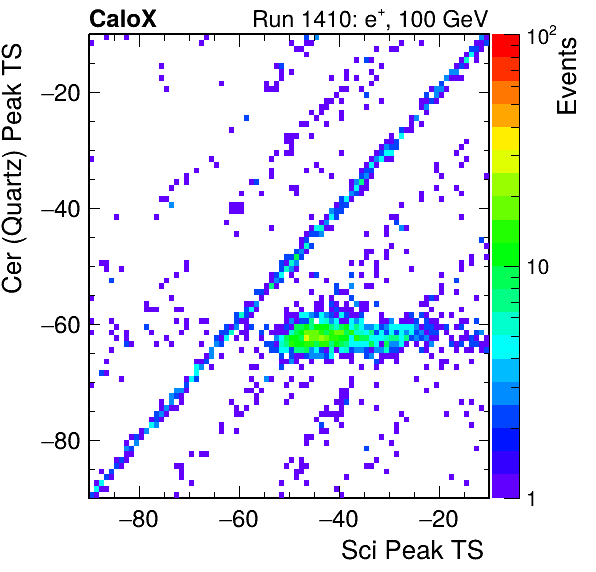 CaloX Run 1410: e+, 100 GeV
Cer (Quartz) Peak TS
−20
−40
−60
−80
−80 −60 −40 −20
Sci Peak TS
10²
10
1
Events